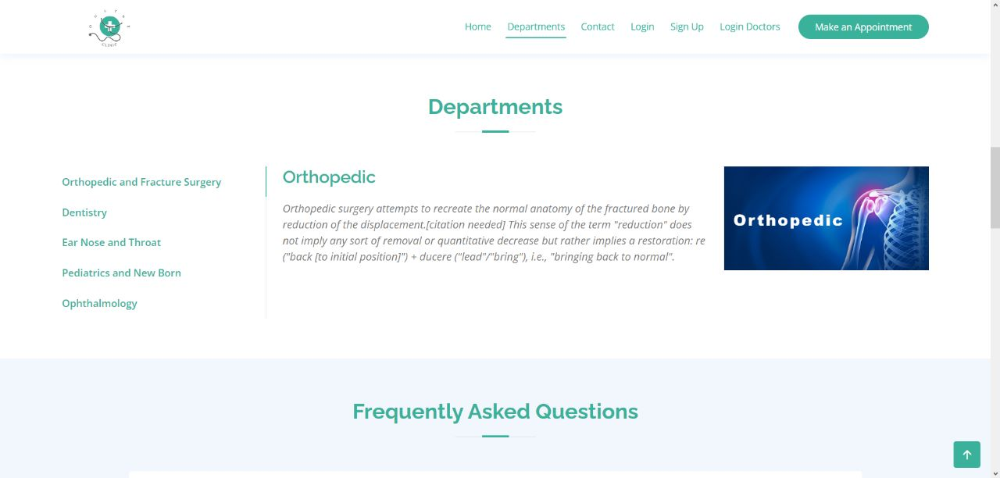 CLINIC
Home Departments Contact Login Sign Up Login Doctors Make an Appointment
Departments
Orthopedic and Fracture Surgery
Dentistry
Ear Nose and Throat
Pediatrics and New Born
Ophthalmology
Orthopedic
Orthopedic surgery attempts to recreate the normal anatomy of the fractured bone by
reduction of the displacement.[citation needed] This sense of the term "reduction" does
not imply any sort of removal or quantitative decrease but rather implies a restoration: re
("back [to initial position]") + ducere ("lead"/"bring"), i.e., "bringing back to normal".
Orthopedic
Frequently Asked Questions